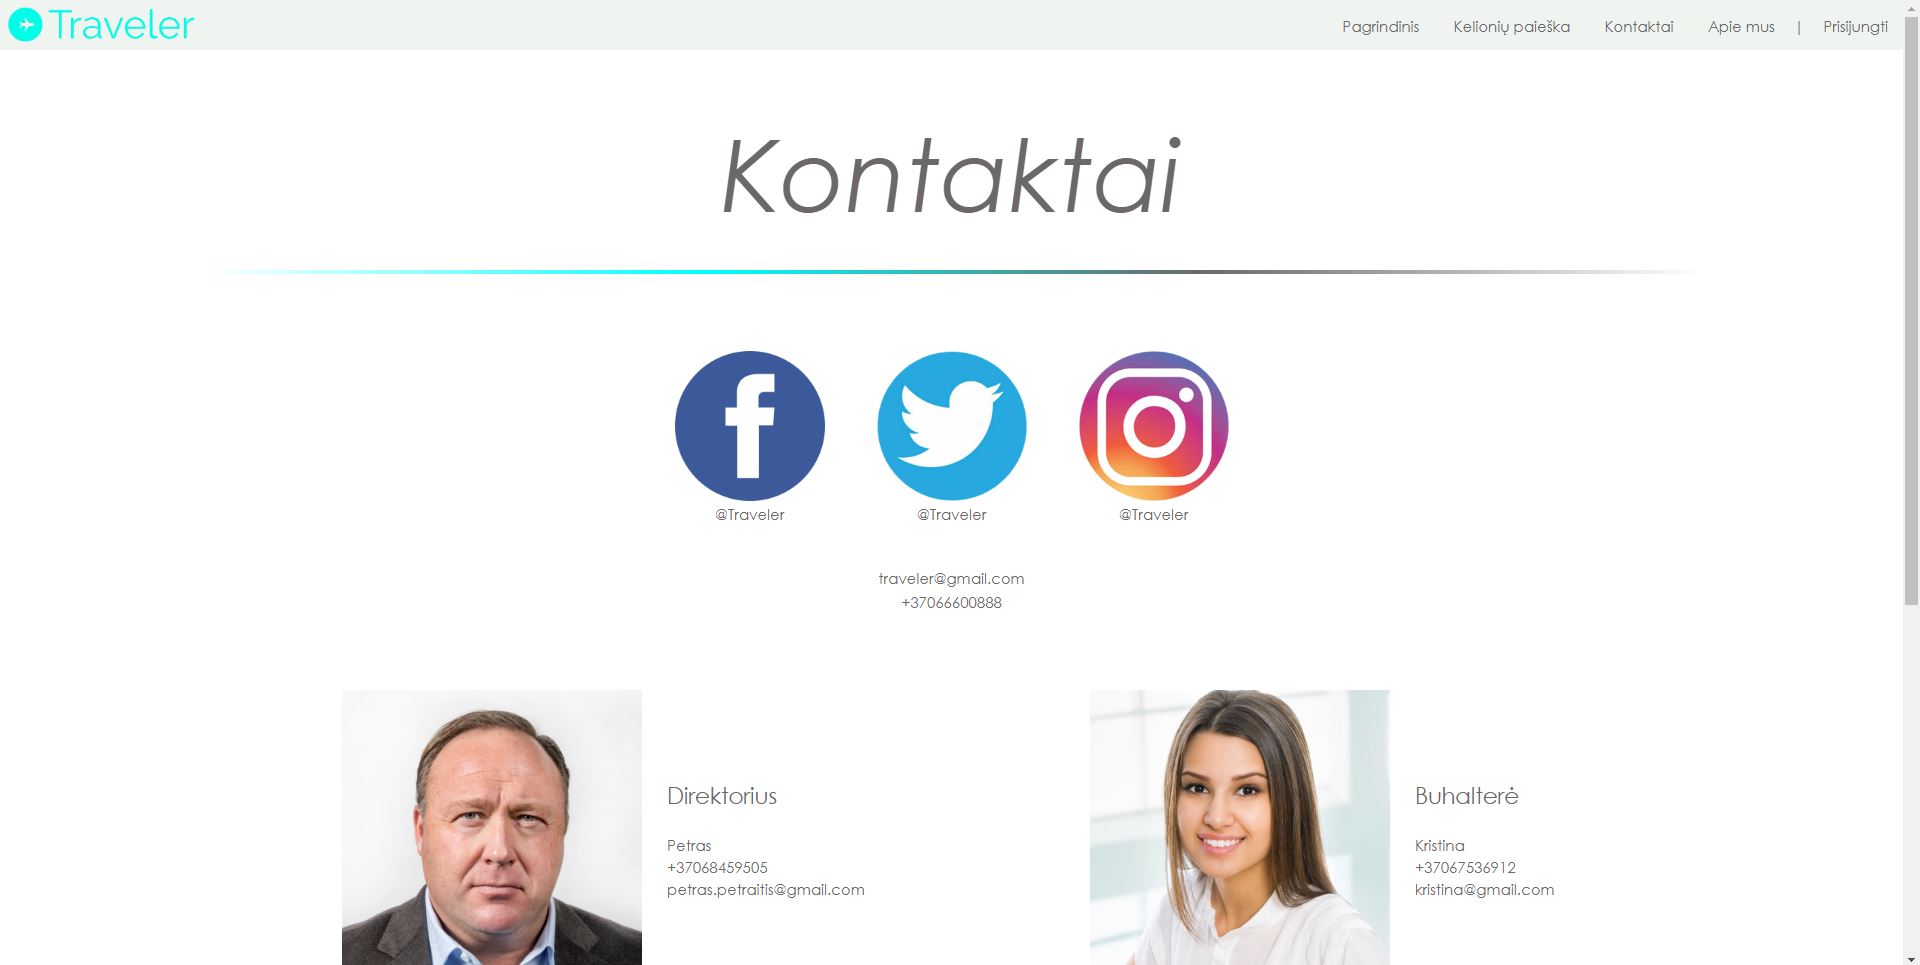 Traveler
Pagrindinis Kelionių paieška Kontaktai Apie mus | Prisijungti
Kontaktai
@Traveler @Traveler @Traveler
traveler@gmail.com
+37066600888
Direktorius
Petras
+37068459505
petras.petraitis@gmail.com
Buhalterė
Kristina
+37067536912
kristina@gmail.com